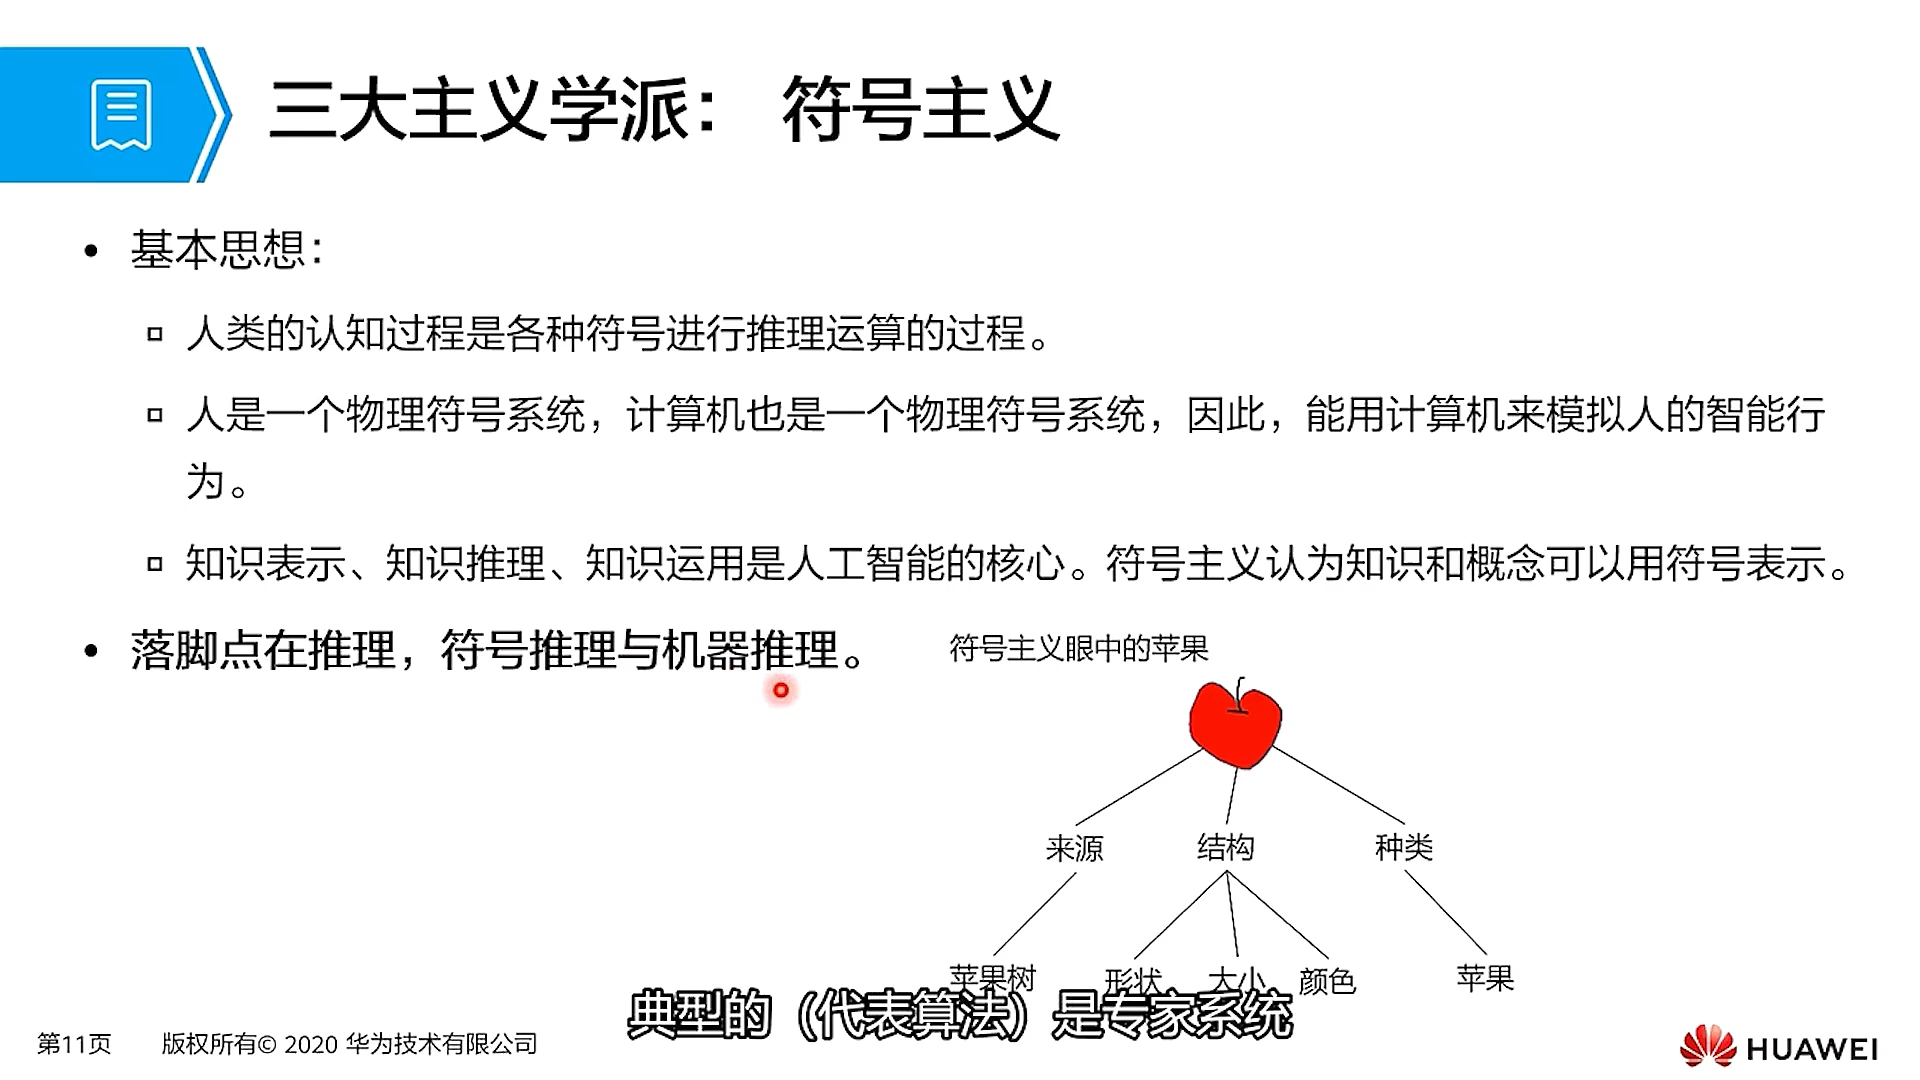 三大主义学派： 符号主义
• 基本思想：
▫ 人类的认知过程是各种符号进行推理运算的过程。
▫ 人是一个物理符号系统，计算机也是一个物理符号系统，因此，能用计算机来模拟人的智能行
为。
▫ 知识表示、知识推理、知识运用是人工智能的核心。符号主义认为知识和概念可以用符号表示。
• 落脚点在推理，符号推理与机器推理。
符号主义眼中的苹果
来源 结构 种类
苹果树 形状 大小 颜色 苹果
典型的（代表算法）是专家系统
第11页 版权所有© 2020 华为技术有限公司
HUAWEI